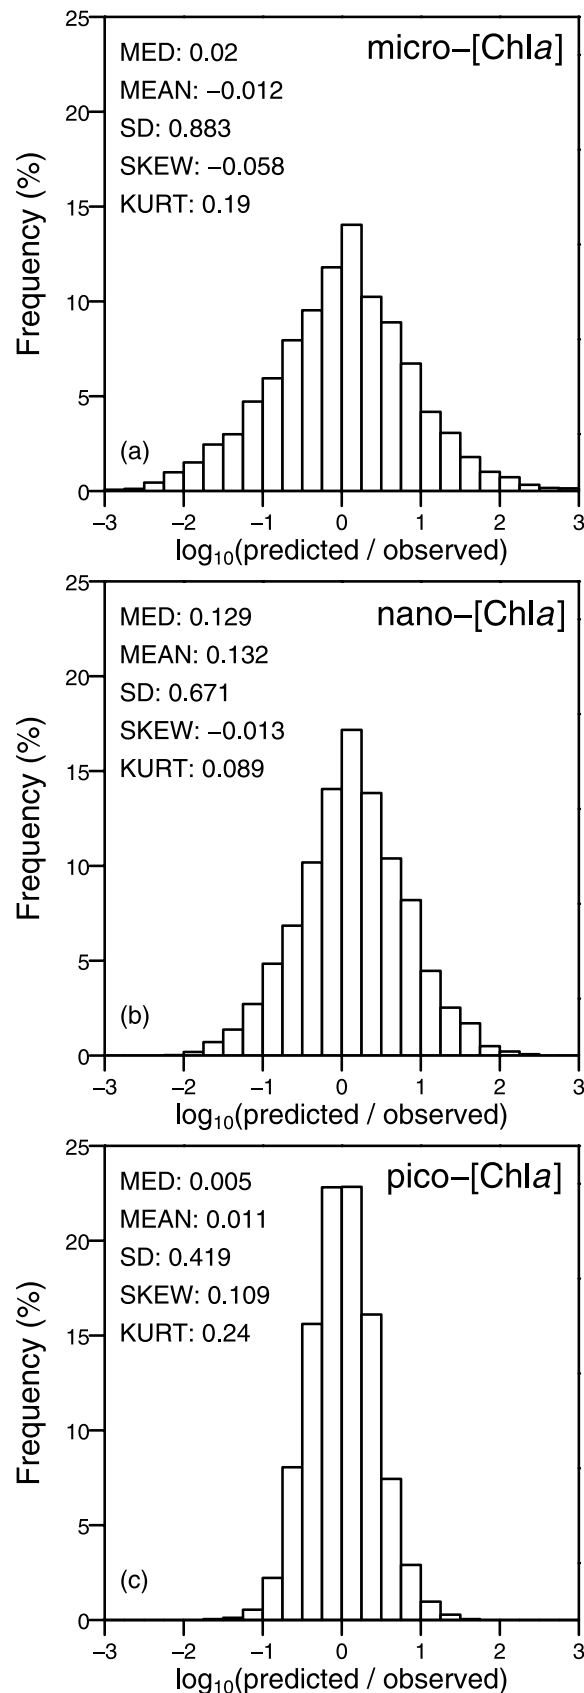 micro–[Chla]
MED: 0.02
MEAN: −0.012
SD: 0.883
SKEW: −0.058
KURT: 0.19
Frequency (%)
25
20
15
10
5
0
(a)
−3 −2 −1 0 1 2 3
log10(predicted / observed)
nano–[Chla]
MED: 0.129
MEAN: 0.132
SD: 0.671
SKEW: −0.013
KURT: 0.089
Frequency (%)
25
20
15
10
5
0
(b)
−3 −2 −1 0 1 2 3
log10(predicted / observed)
pico–[Chla]
MED: 0.005
MEAN: 0.011
SD: 0.419
SKEW: 0.109
KURT: 0.24
Frequency (%)
25
20
15
10
5
0
(c)
−3 −2 −1 0 1 2 3
log10(predicted / observed)